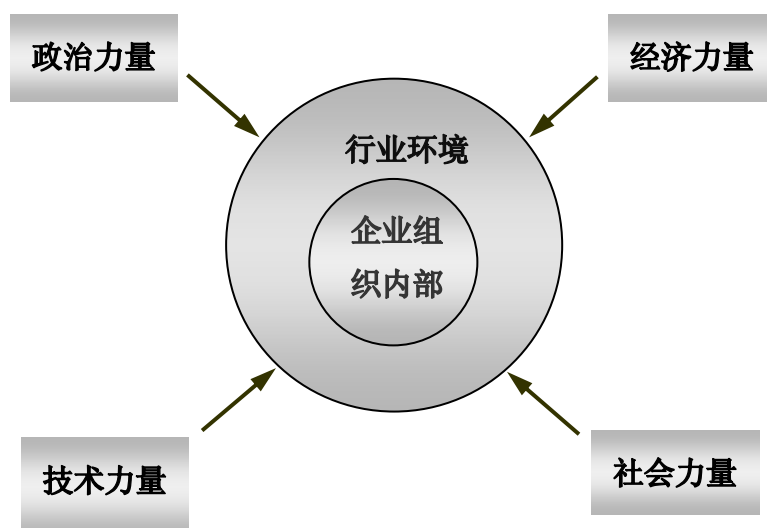 政治力量
经济力量
行业环境
企业组
织内部
技术力量
社会力量